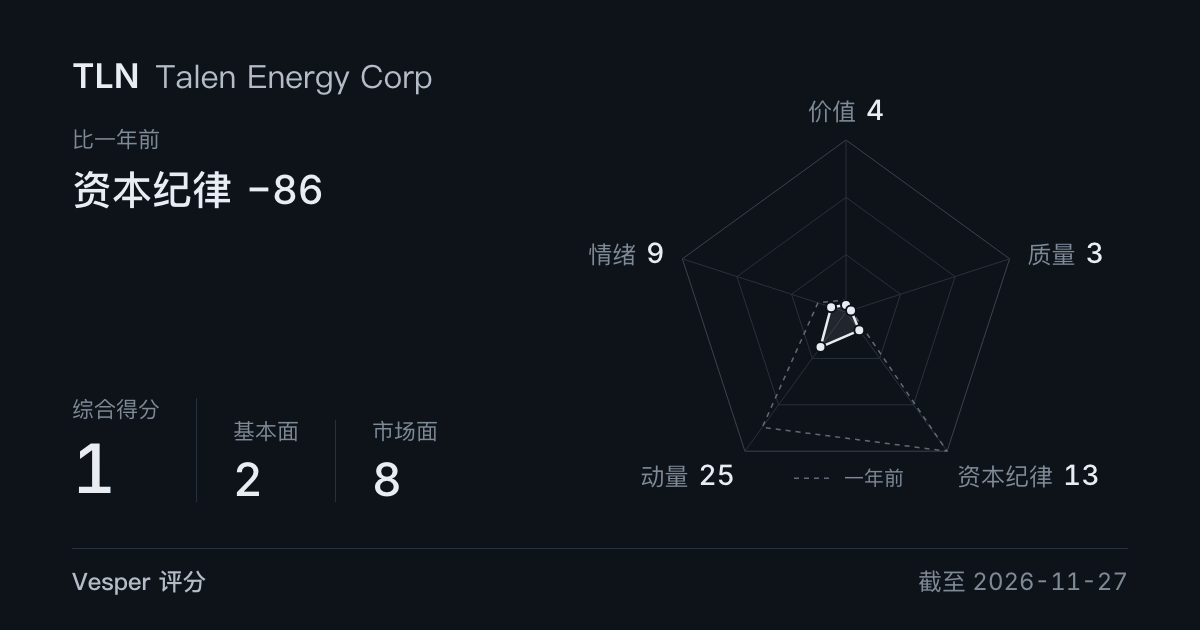 TLN Talen Energy Corp
比一年前
资本纪律 −86
价值 4
情绪 9
质量 3
动量 25
---- 一年前
资本纪律 13
综合得分
1
基本面
2
市场面
8
Vesper 评分
截至 2026-11-27